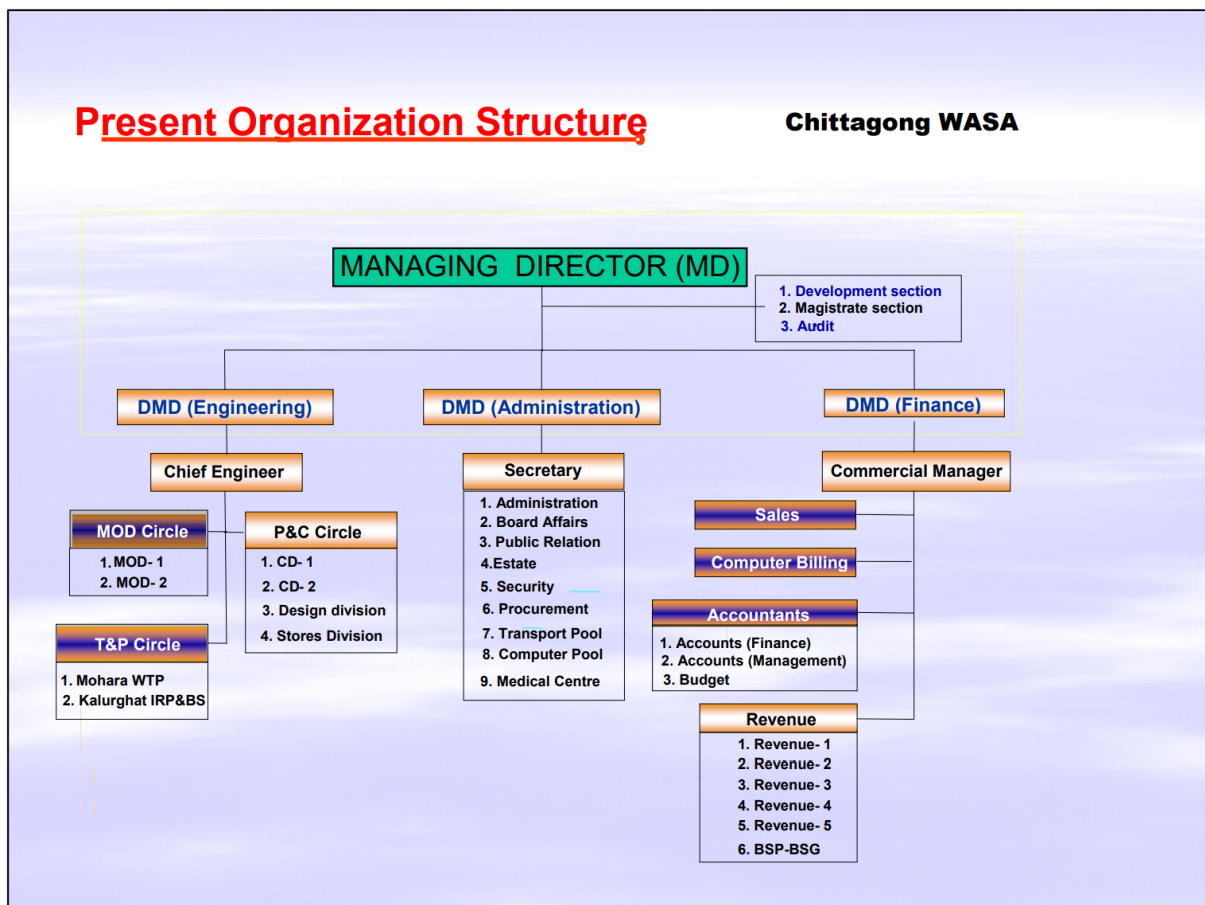 Present Organization Structure
Chittagong WASA
MANAGING DIRECTOR (MD)
1. Development section
2. Magistrate section
3. Audit
DMD (Engineering)
DMD (Administration)
DMD (Finance)
Chief Engineer
MOD Circle
1. MOD- 1
2. MOD- 2
P&C Circle
1. CD- 1
2. CD- 2
3. Design division
4. Stores Division
T&P Circle
1. Mohara WTP
2. Kalurghat IRP&BS
Secretary
1. Administration
2. Board Affairs
3. Public Relation
4.Estate
5. Security
6. Procurement
7. Transport Pool
8. Computer Pool
9. Medical Centre
Commercial Manager
Sales
Computer Billing
Accountants
1. Accounts (Finance)
2. Accounts (Management)
3. Budget
Revenue
1. Revenue- 1
2. Revenue- 2
3. Revenue- 3
4. Revenue- 4
5. Revenue- 5
6. BSP-BSG